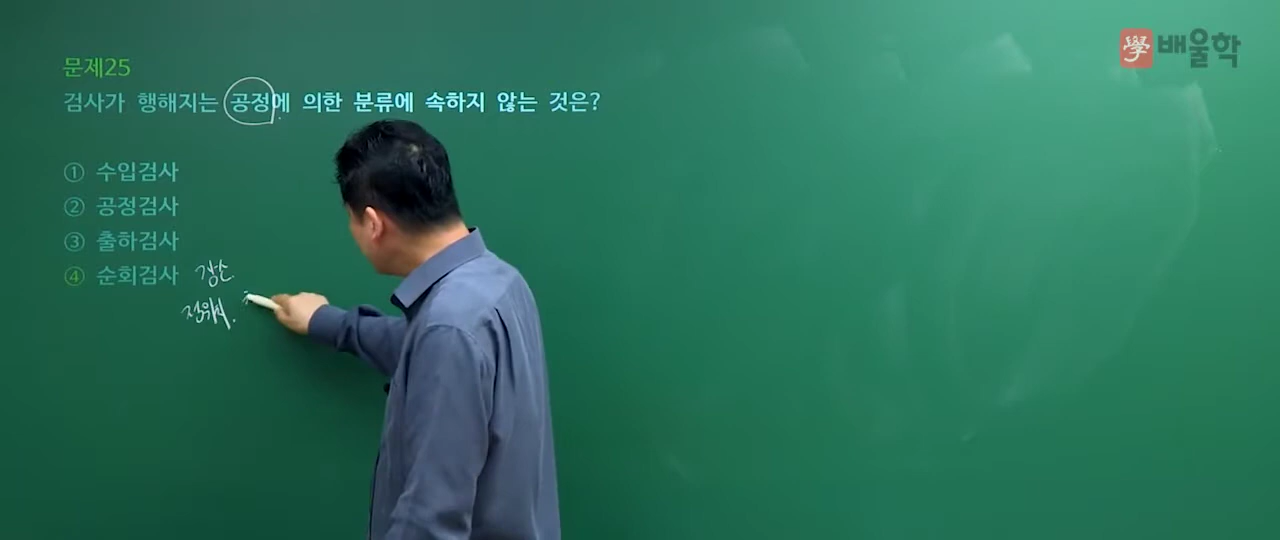 學 배울학
문제25
검사가 행해지는 공정에 의한 분류에 속하지 않는 것은?
① 수입검사
② 공정검사
③ 출하검사
④ 순회검사